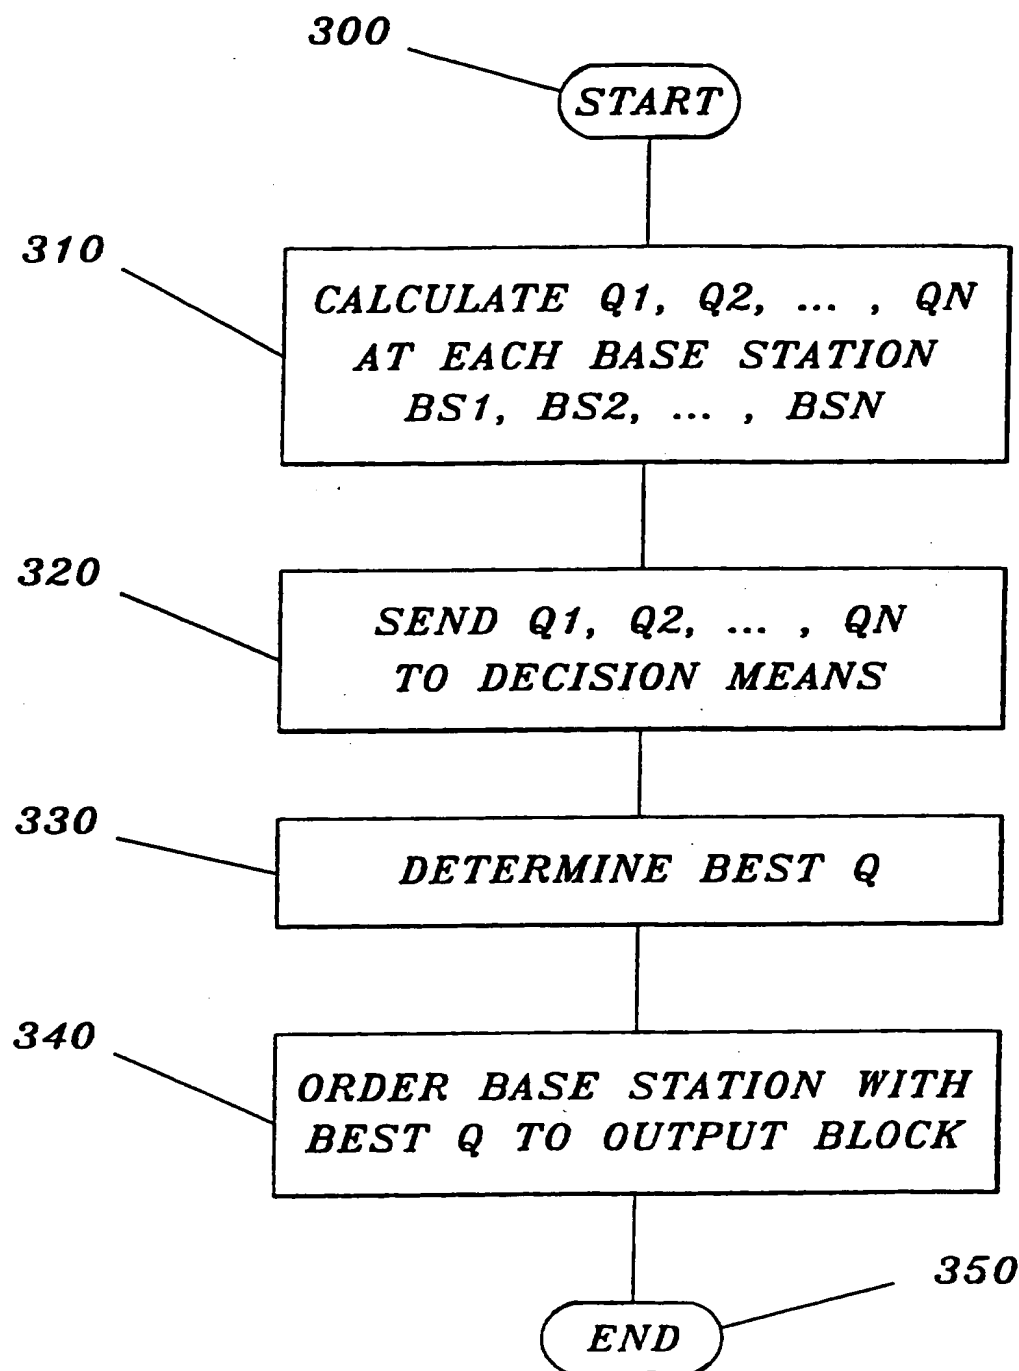 300
START
310
CALCULATE Q1, Q2, ... , QN
AT EACH BASE STATION
BS1, BS2, ... , BSN
320
SEND Q1, Q2, ... , QN
TO DECISION MEANS
330
DETERMINE BEST Q
340
ORDER BASE STATION WITH
BEST Q TO OUTPUT BLOCK
350
END